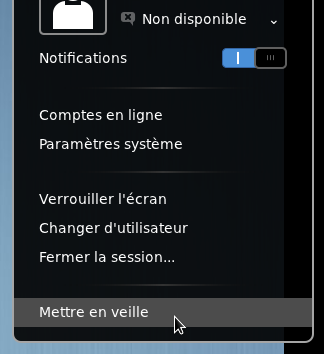 Non disponible
Notifications
Comptes en ligne
Paramètres système
Verrouiller l'écran
Changer d'utilisateur
Fermer la session...
Mettre en veille